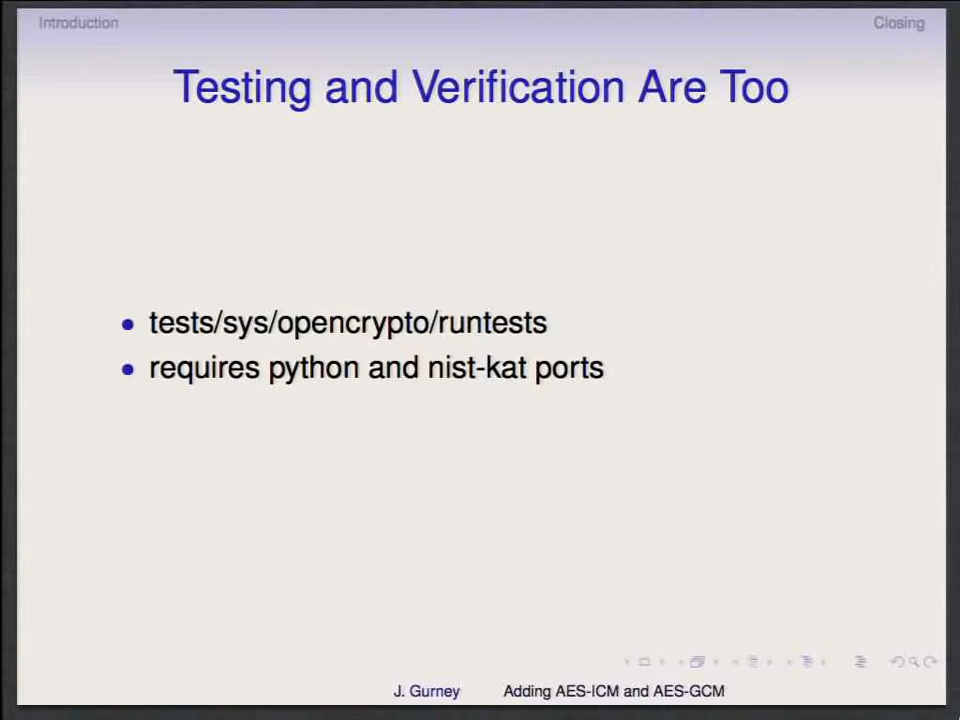 Introduction
Closing
Testing and Verification Are Too
tests/sys/opencrypto/runtests
requires python and nist-kat ports
J. Gurney
Adding AES-ICM and AES-GCM